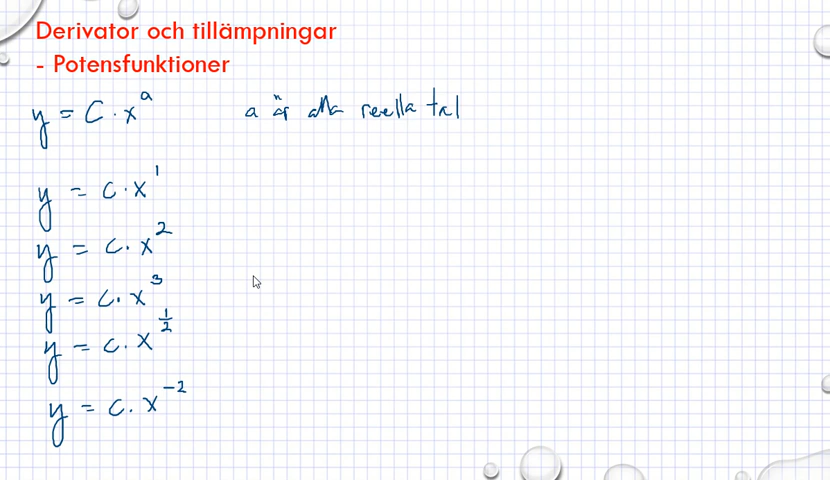 Derivator och tillämpningar
- Potensfunktioner
y = C · x^a a är alla reella tal
y = C · x^1
y = C · x^2
y = C · x^3
y = C · x^{1/2}
y = C · x^{-2}